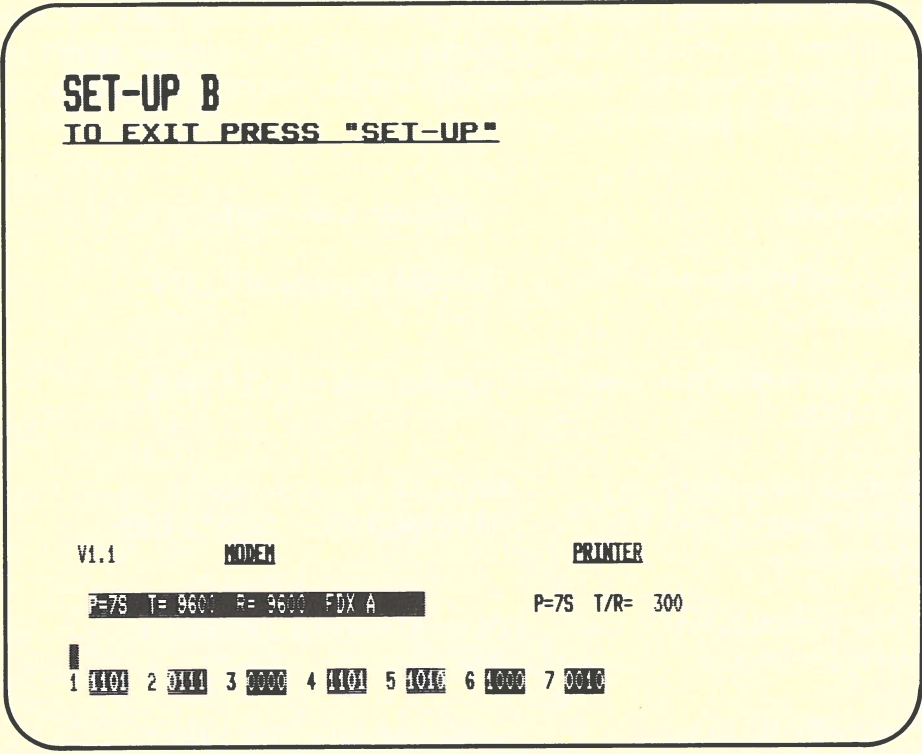 SET-UP B
TO EXIT PRESS "SET-UP"
V1.1 MODEM PRINTER
P=7S T= 9600 R= 9600 FDX A P=7S T/R= 300
1 1101 2 0111 3 0000 4 1101 5 1010 6 1000 7 0010